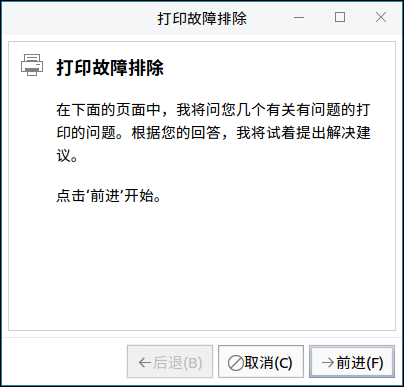 打印故障排除
打印故障排除
在下面的页面中，我将问您几个有关有问题的打
印的问题。根据您的回答，我将试着提出解决建
议。
点击‘前进’开始。
后退(B)
取消(C)
前进(F)